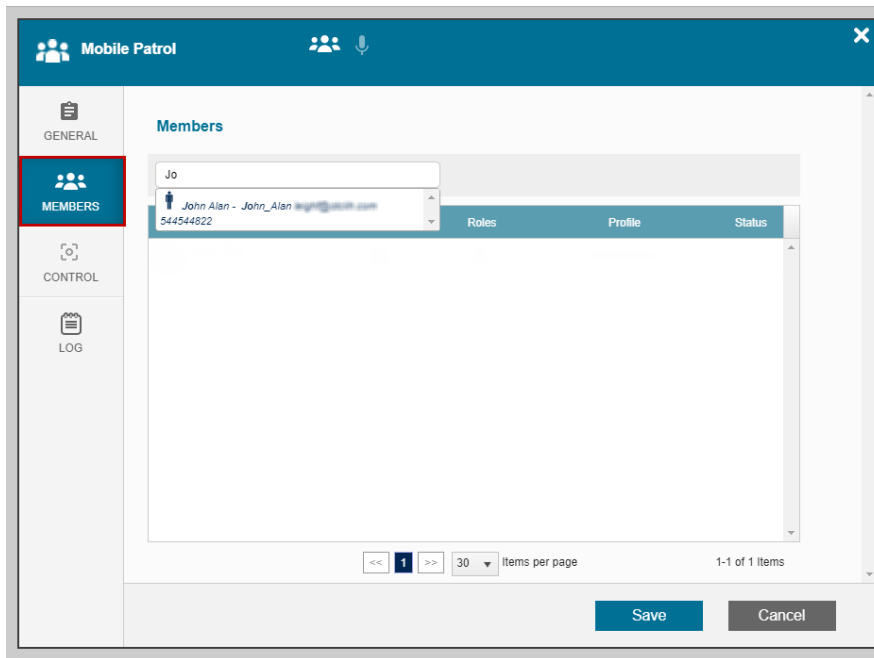 Mobile Patrol
GENERAL
Members
Jo
MEMBERS
John Alan - John_Alan
544544822
Roles Profile Status
CONTROL
LOG
<< 1 >> 30 Items per page 1-1 of 1 Items
Save Cancel